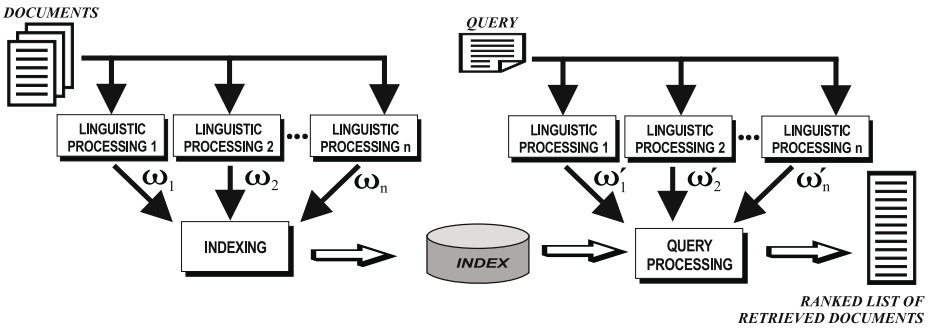 DOCUMENTS
LINGUISTIC
PROCESSING 1
LINGUISTIC
PROCESSING 2
...
LINGUISTIC
PROCESSING n
ω1
ω2
ωn
INDEXING
INDEX
QUERY
LINGUISTIC
PROCESSING 1
LINGUISTIC
PROCESSING 2
...
LINGUISTIC
PROCESSING n
ω′1
ω′2
ω′n
QUERY
PROCESSING
RANKED LIST OF
RETRIEVED DOCUMENTS